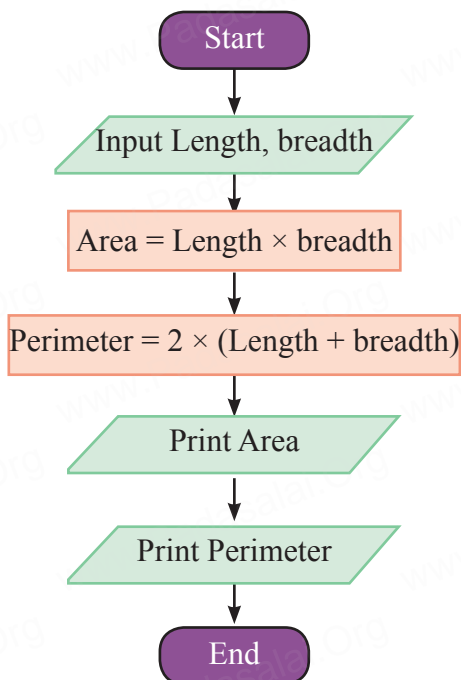 Start
Input Length, breadth
Area = Length × breadth
Perimeter = 2 × (Length + breadth)
Print Area
Print Perimeter
End